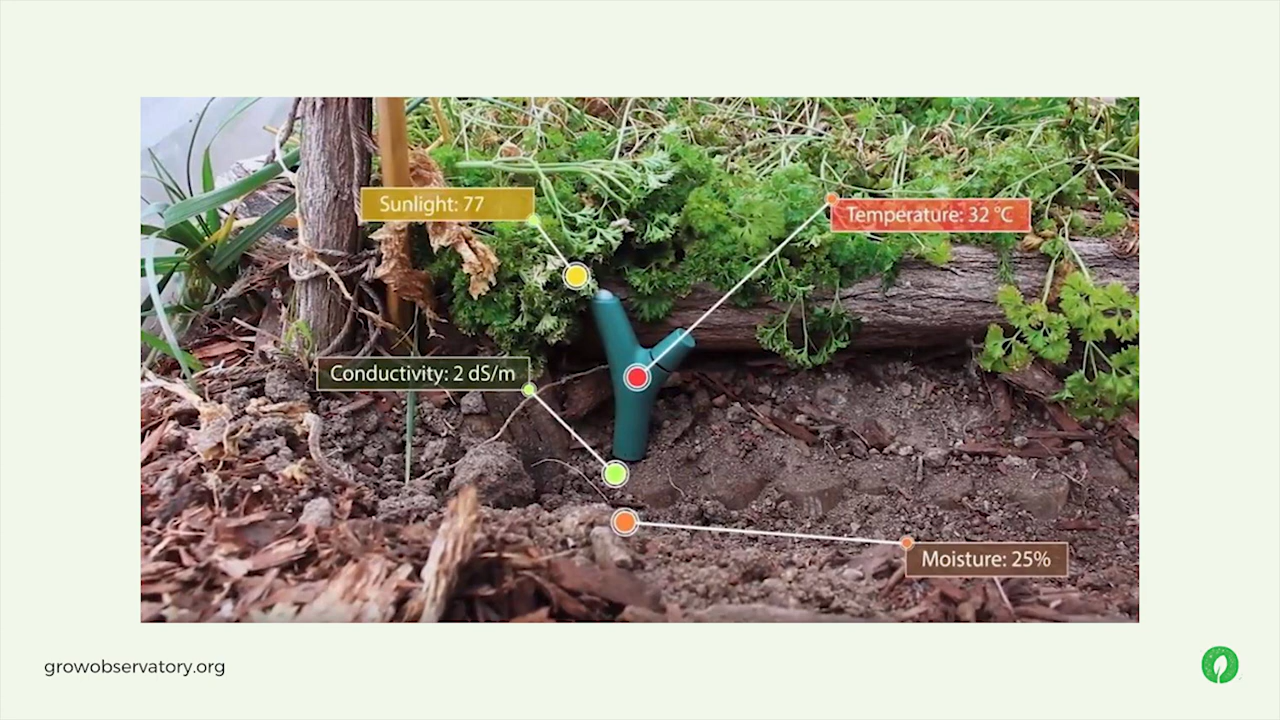 Sunlight: 77
Temperature: 32 °C
Conductivity: 2 dS/m
Moisture: 25%
growobservatory.org